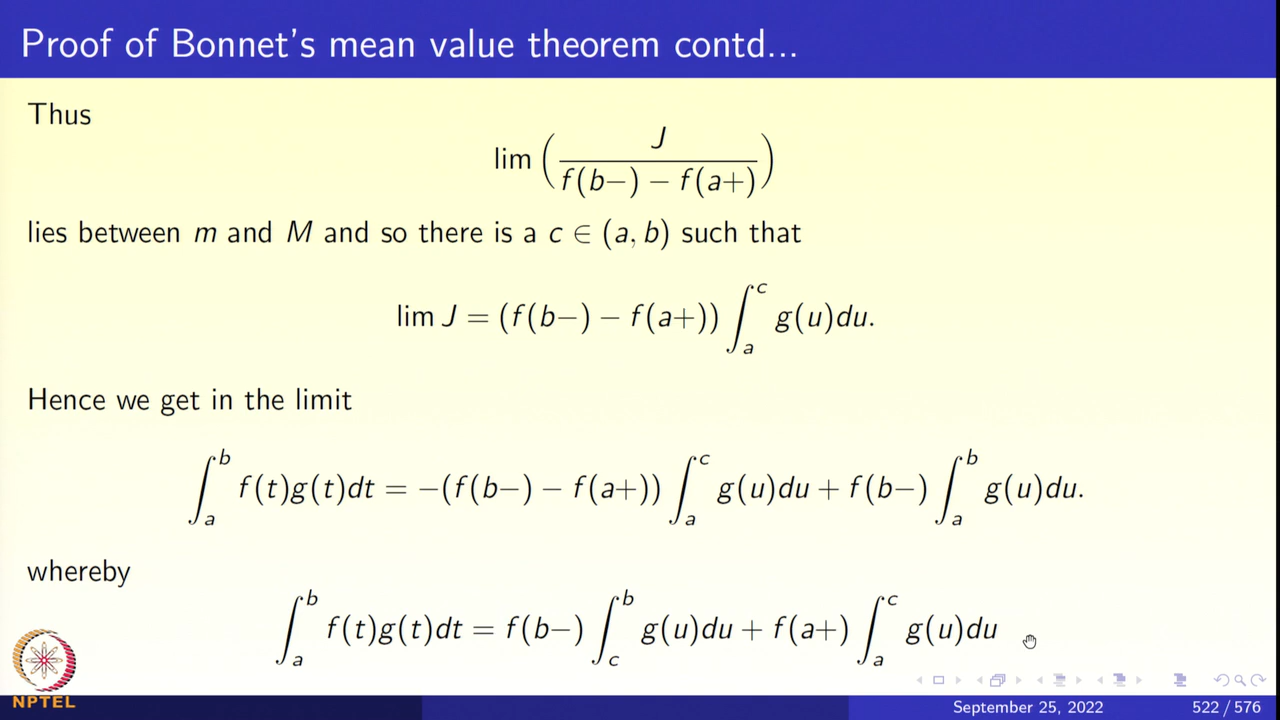 Proof of Bonnet's mean value theorem contd...
Thus
lim ( J / f(b−) − f(a+) )
lies between m and M and so there is a c ∈ (a, b) such that
lim J = (f(b−) − f(a+)) ∫_a^c g(u)du.
Hence we get in the limit
∫_a^b f(t)g(t)dt = −(f(b−) − f(a+)) ∫_a^c g(u)du + f(b−) ∫_a^b g(u)du.
whereby
∫_a^b f(t)g(t)dt = f(b−) ∫_c^b g(u)du + f(a+) ∫_a^c g(u)du
NPTEL
September 25, 2022 522 / 576